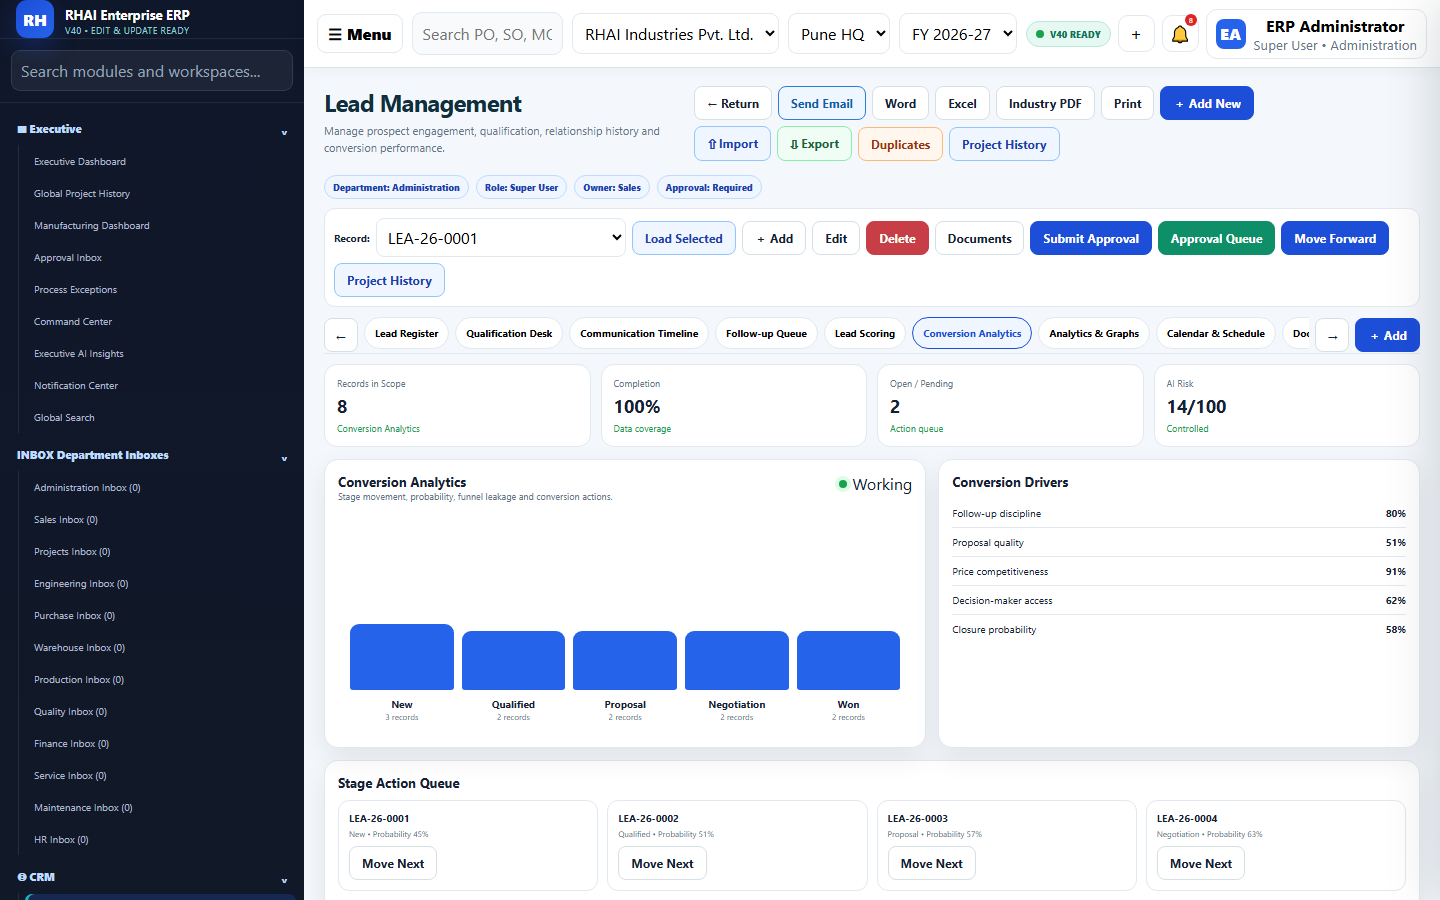 RH
RHAI Enterprise ERP
V40 • EDIT & UPDATE READY
Search modules and workspaces...
Executive
Executive Dashboard
Global Project History
Manufacturing Dashboard
Approval Inbox
Process Exceptions
Command Center
Executive AI Insights
Notification Center
Global Search
INBOX Department Inboxes
Administration Inbox (0)
Sales Inbox (0)
Projects Inbox (0)
Engineering Inbox (0)
Purchase Inbox (0)
Warehouse Inbox (0)
Production Inbox (0)
Quality Inbox (0)
Finance Inbox (0)
Service Inbox (0)
Maintenance Inbox (0)
HR Inbox (0)
CRM
☰ Menu
Search PO, SO, MO
RHAI Industries Pvt. Ltd.
Pune HQ
FY 2026-27
V40 READY
+
8
EA
ERP Administrator
Super User • Administration
Lead Management
Manage prospect engagement, qualification, relationship history and
conversion performance.
← Return
Send Email
Word
Excel
Industry PDF
Print
+ Add New
⇧ Import
⇩ Export
Duplicates
Project History
Department: Administration
Role: Super User
Owner: Sales
Approval: Required
Record:
LEA-26-0001
Load Selected
+ Add
Edit
Delete
Documents
Submit Approval
Approval Queue
Move Forward
Project History
←
Lead Register
Qualification Desk
Communication Timeline
Follow-up Queue
Lead Scoring
Conversion Analytics
Analytics & Graphs
Calendar & Schedule
Doc
→
+ Add
Records in Scope
8
Conversion Analytics
Completion
100%
Data coverage
Open / Pending
2
Action queue
AI Risk
14/100
Controlled
Conversion Analytics
Stage movement, probability, funnel leakage and conversion actions.
Working
New
3 records
Qualified
2 records
Proposal
2 records
Negotiation
2 records
Won
2 records
Conversion Drivers
Follow-up discipline 80%
Proposal quality 51%
Price competitiveness 91%
Decision-maker access 62%
Closure probability 58%
Stage Action Queue
LEA-26-0001
New • Probability 45%
Move Next
LEA-26-0002
Qualified • Probability 51%
Move Next
LEA-26-0003
Proposal • Probability 57%
Move Next
LEA-26-0004
Negotiation • Probability 63%
Move Next